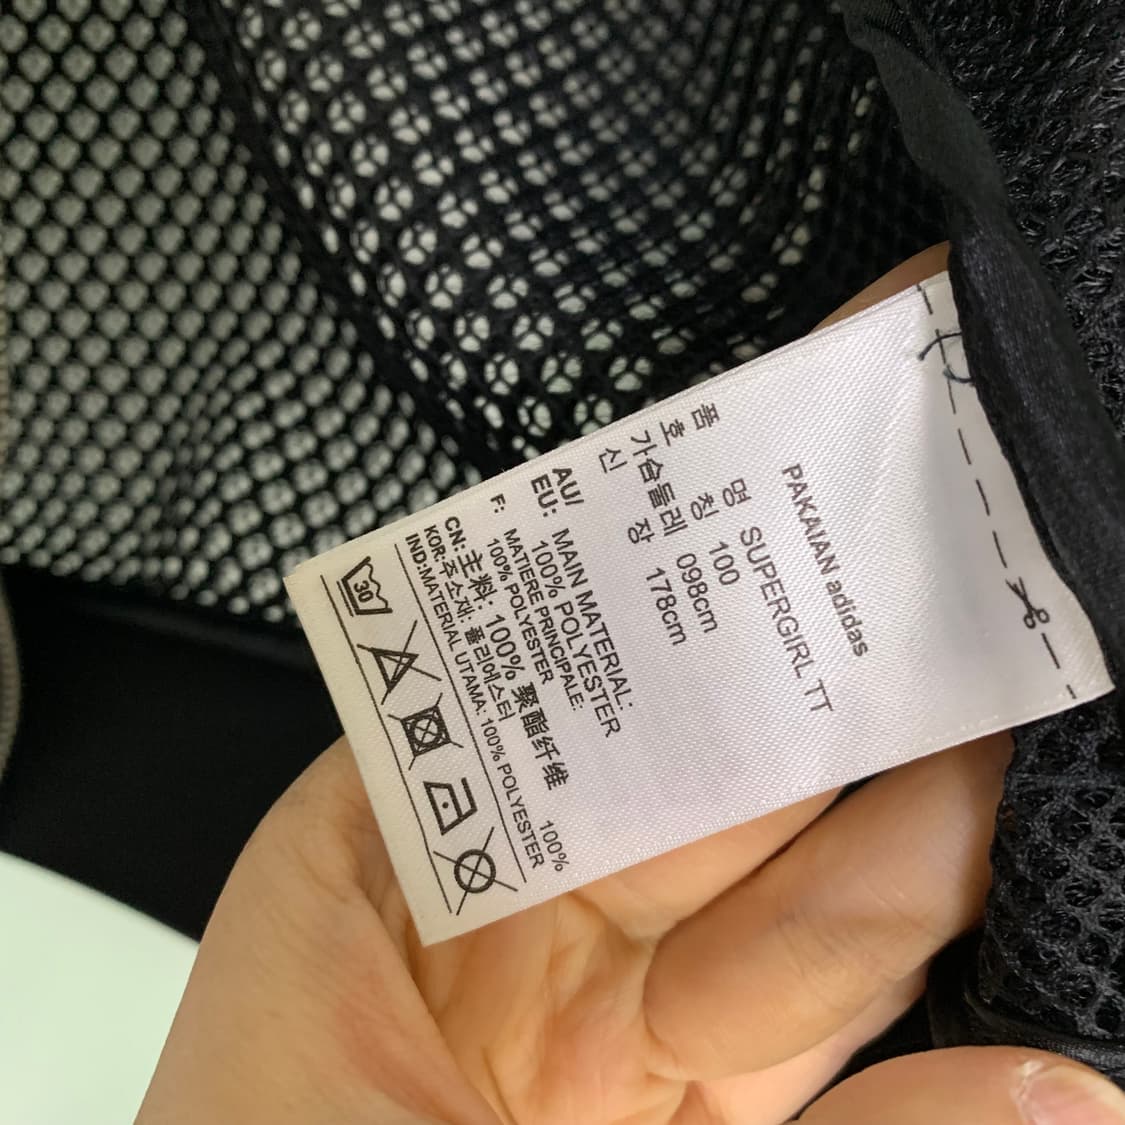 PAKAIAN adidas
품 명 SUPERGIRL TT
호 칭 100
가슴둘레 098cm
신 장 178cm
AU/
EU: MAIN MATERIAL:
100% POLYESTER
F: MATIERE PRINCIPALE:
100% POLYESTER
CN: 主料: 100% 聚酯纤维
KOR: 주소재: 폴리에스터 100%
IND:MATERIAL UTAMA: 100% POLYESTER
30